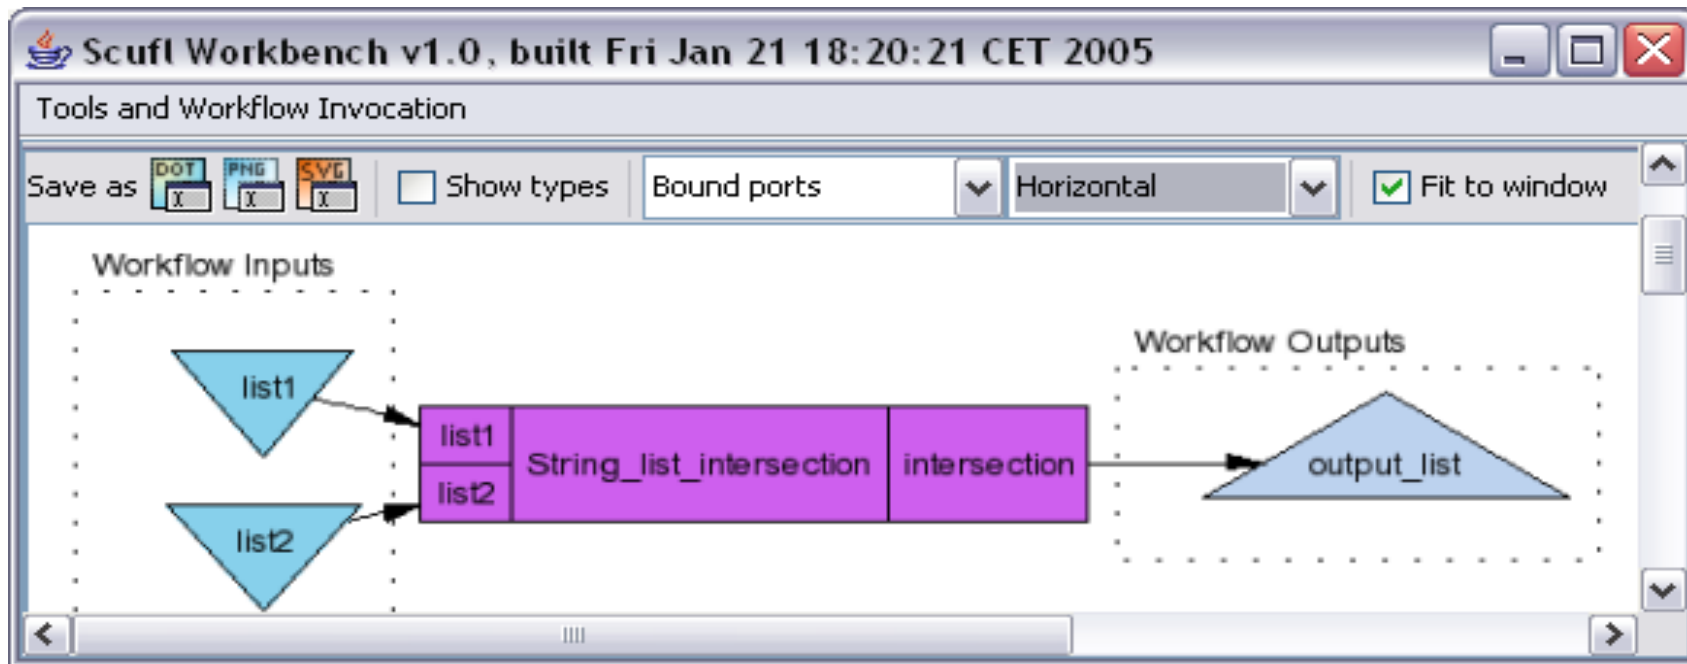 Scufl Workbench v1.0, built Fri Jan 21 18:20:21 CET 2005
Tools and Workflow Invocation
Save as DOT PNG SVG Show types Bound ports Horizontal Fit to window
Workflow Inputs
list1
list2
list1
list2
String_list_intersection
intersection
Workflow Outputs
output_list